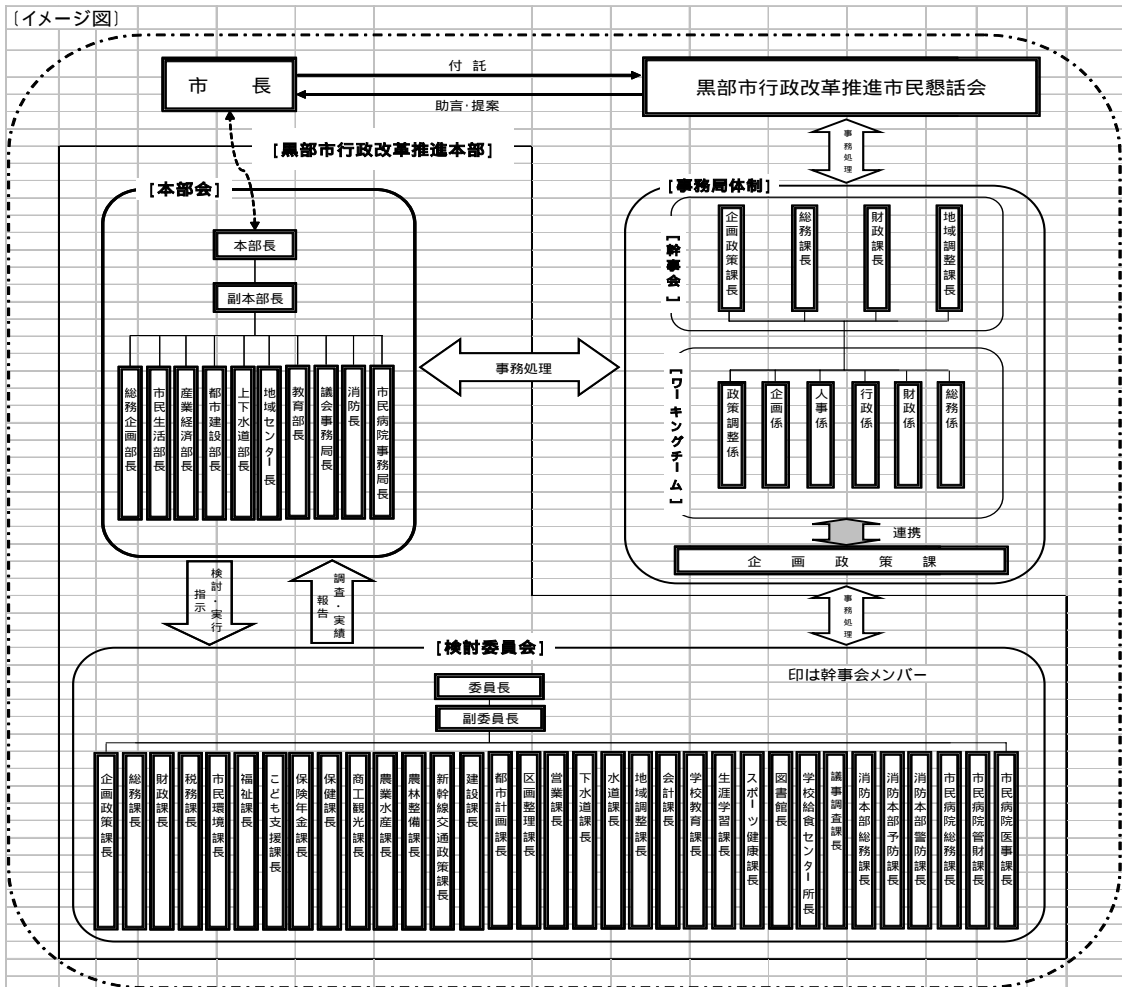 〔イメージ図〕
市　長
付 託
助言･提案
黒部市行政改革推進市民懇話会
事務処理
[黒部市行政改革推進本部]
[本部会]
本部長
副本部長
総務企画部長
市民生活部長
産業経済部長
都市建設部長
上下水道部長
地域センター長
教育部長
議会事務局長
消防長
市民病院事務局長
事務処理
[事務局体制]
[幹事会]
企画政策課長
総務課長
財政課長
地域調整課長
[ワーキングチーム]
政策調整係
企画係
人事係
行政係
財政係
総務係
連携
企　画　政　策　課
検討・実行
指示
調査・実績
報告
事務処理
[検討委員会]
印は幹事会メンバー
委員長
副委員長
企画政策課長
総務課長
財政課長
税務課長
市民環境課長
福祉課長
こども支援課長
保険年金課長
保健課長
商工観光課長
農業水産課長
農林整備課長
新幹線交通政策課長
建設課長
都市計画課長
区画整理課長
営業課長
下水道課長
水道課長
地域調整課長
会計課長
学校教育課長
生涯学習課長
スポーツ健康課長
図書館長
学校給食センター所長
議事調査課長
消防本部総務課長
消防本部予防課長
消防本部警防課長
市民病院総務課長
市民病院管財課長
市民病院医事課長